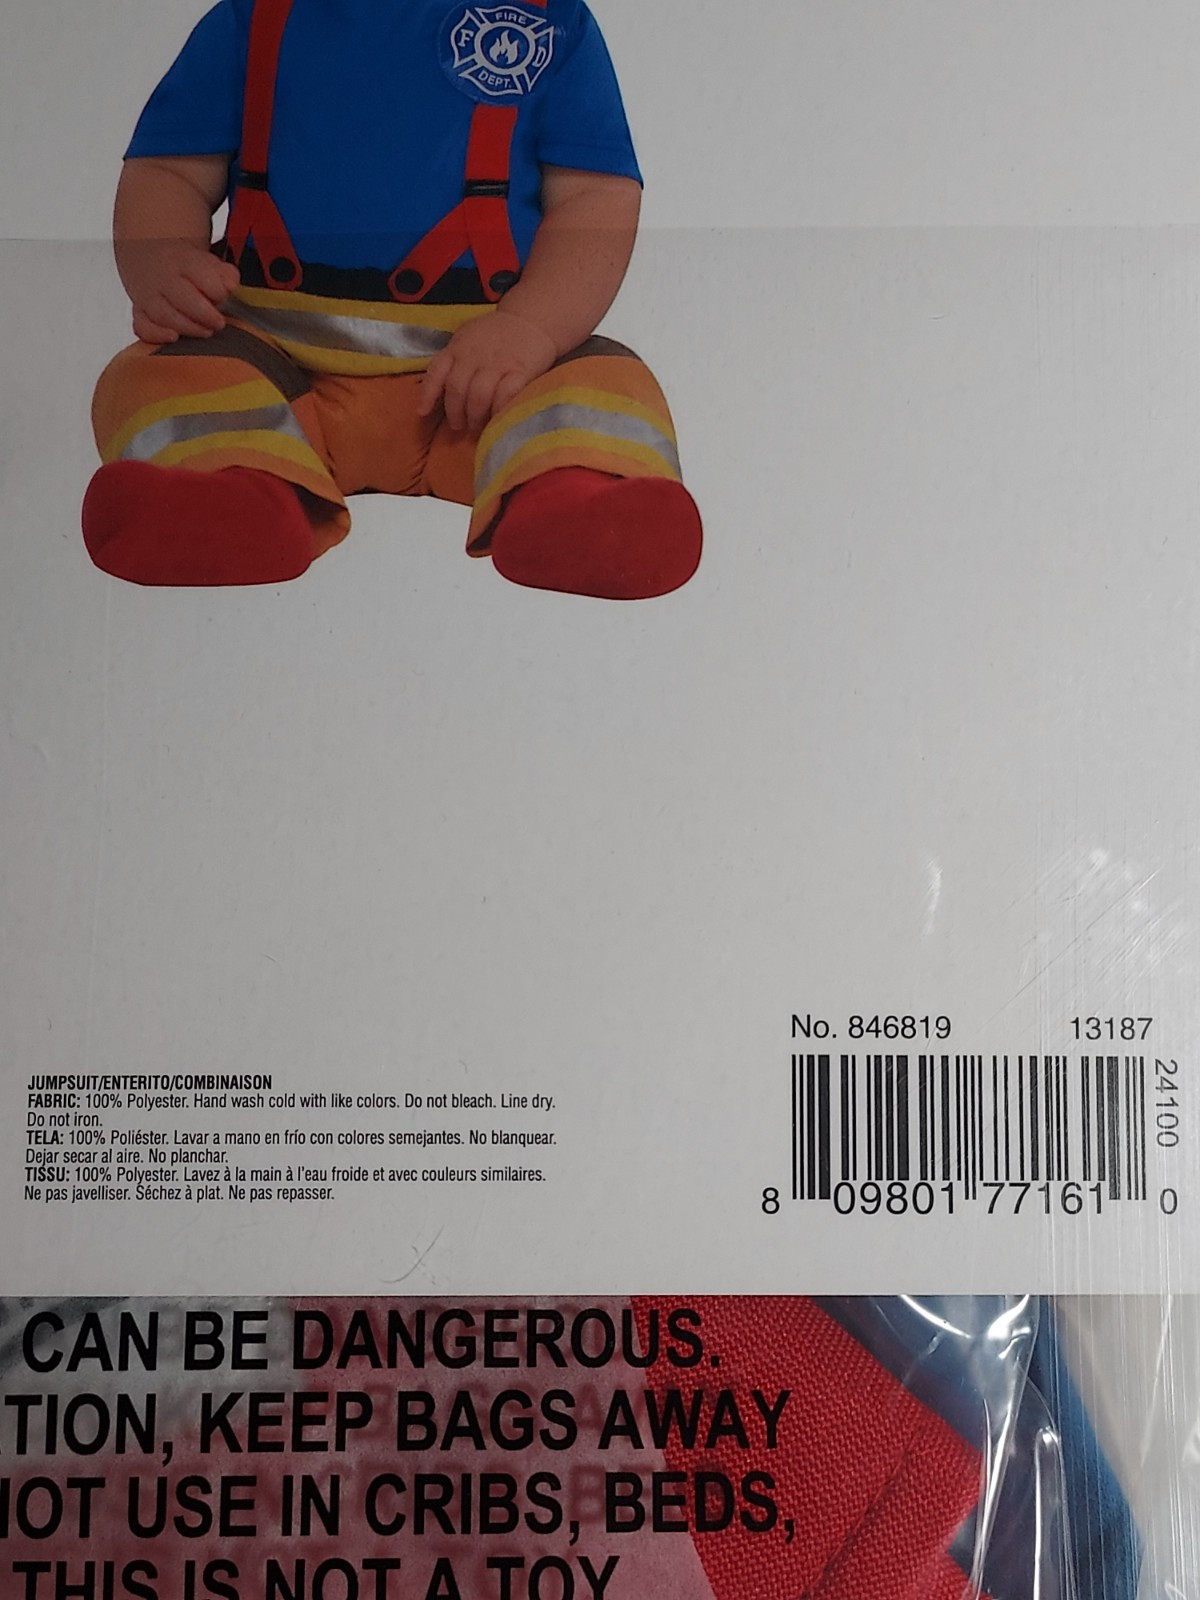 FIRE
F D
DEPT.
No. 846819 13187
24100
8 09801 77161 0
JUMPSUIT/ENTERITO/COMBINAISON
FABRIC: 100% Polyester. Hand wash cold with like colors. Do not bleach. Line dry.
Do not iron.
TELA: 100% Poliéster. Lavar a mano en frío con colores semejantes. No blanquear.
Dejar secar al aire. No planchar.
TISSU: 100% Polyester. Lavez à la main à l'eau froide et avec couleurs similaires.
Ne pas javelliser. Séchez à plat. Ne pas repasser.
CAN BE DANGEROUS.
TION, KEEP BAGS AWAY
NOT USE IN CRIBS, BEDS,
THIS IS NOT A TOY